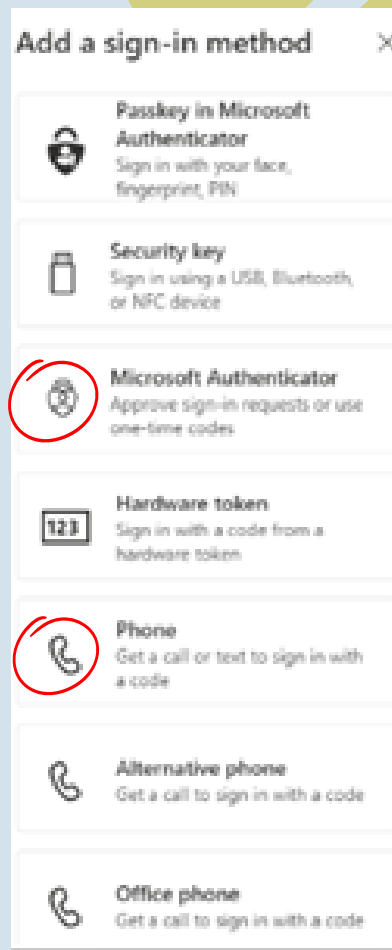 Add a sign-in method
Passkey in Microsoft
Authenticator
Sign in with your face,
fingerprint, PIN
Security key
Sign in using a USB, Bluetooth,
or NFC device
Microsoft Authenticator
Approve sign-in requests or use
one-time codes
123
Hardware token
Sign in with a code from a
hardware token
Phone
Get a call or text to sign in with
a code
Alternative phone
Get a call to sign in with a code
Office phone
Get a call to sign in with a code